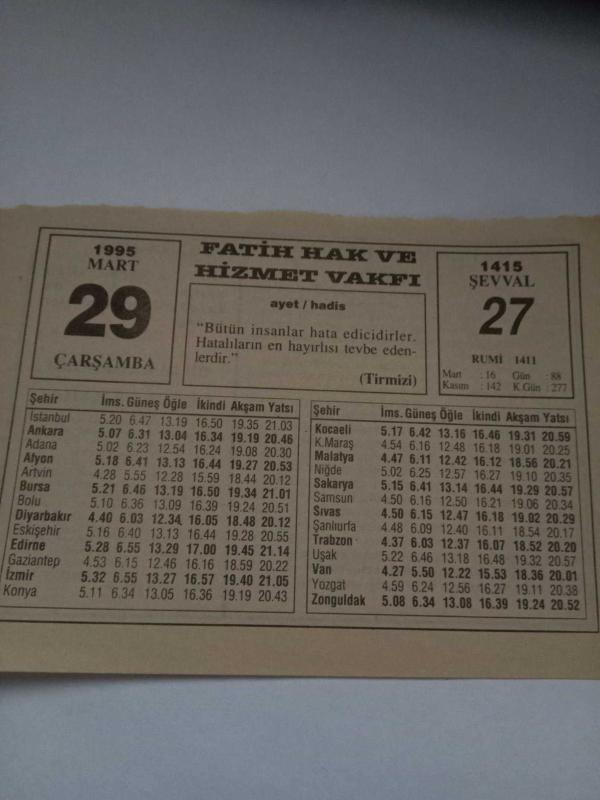 1995
MART
29
ÇARŞAMBA
FATİH HAK VE
HİZMET VAKFI
ayet / hadis
“Bütün insanlar hata edicidirler.
Hatalıların en hayırlısı tevbe eden-
lerdir.”
(Tirmizi)
1415
ŞEVVAL
27
RUMİ 1411
Mart : 16 Gün : 88
Kasım : 142 K.Gün : 277
Şehir İms. Güneş Öğle İkindi Akşam Yatsı
İstanbul 5.20 6.47 13.19 16.50 19.35 21.03
Ankara 5.07 6.31 13.04 16.34 19.19 20.46
Adana 5.02 6.23 12.54 16.24 19.08 20.30
Afyon 5.18 6.41 13.13 16.44 19.27 20.53
Artvin 4.28 5.55 12.28 15.59 18.44 20.12
Bursa 5.21 6.46 13.19 16.50 19.34 21.01
Bolu 5.10 6.36 13.09 16.39 19.24 20.51
Diyarbakır 4.40 6.03 12.34 16.05 18.48 20.12
Eskişehir 5.16 6.40 13.13 16.44 19.28 20.55
Edirne 5.28 6.55 13.29 17.00 19.45 21.14
Gaziantep 4.53 6.15 12.46 16.16 18.59 20.22
İzmir 5.32 6.55 13.27 16.57 19.40 21.05
Konya 5.11 6.34 13.05 16.36 19.19 20.43
Şehir İms. Güneş Öğle İkindi Akşam Yatsı
Kocaeli 5.17 6.42 13.16 16.46 19.31 20.59
K.Maraş 4.54 6.16 12.48 16.18 19.01 20.25
Malatya 4.47 6.11 12.42 16.12 18.56 20.21
Niğde 5.02 6.25 12.57 16.27 19.10 20.35
Sakarya 5.15 6.41 13.14 16.44 19.29 20.57
Samsun 4.50 6.16 12.50 16.21 19.06 20.34
Sıvas 4.50 6.15 12.47 16.18 19.02 20.29
Şanlıurfa 4.48 6.09 12.40 16.11 18.54 20.17
Trabzon 4.37 6.03 12.37 16.07 18.52 20.20
Uşak 5.22 6.46 13.18 16.48 19.32 20.57
Van 4.27 5.50 12.22 15.53 18.36 20.01
Yozgat 4.59 6.24 12.56 16.27 19.11 20.38
Zonguldak 5.08 6.34 13.08 16.39 19.24 20.52